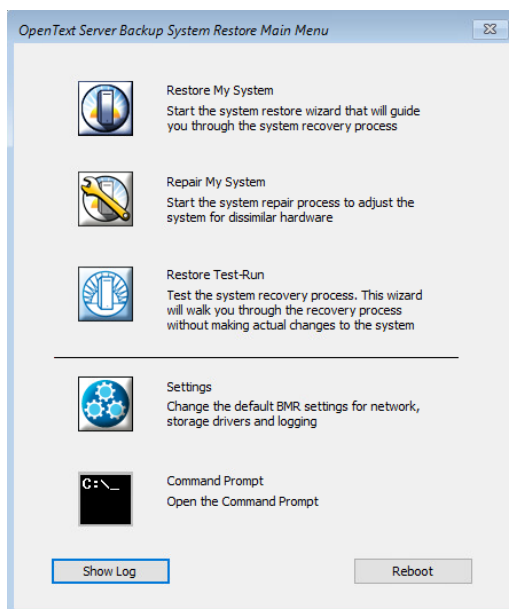 OpenText Server Backup System Restore Main Menu
Restore My System
Start the system restore wizard that will guide
you through the system recovery process
Repair My System
Start the system repair process to adjust the
system for dissimilar hardware
Restore Test-Run
Test the system recovery process. This wizard
will walk you through the recovery process
without making actual changes to the system
Settings
Change the default BMR settings for network,
storage drivers and logging
C:\_
Command Prompt
Open the Command Prompt
Show Log
Reboot